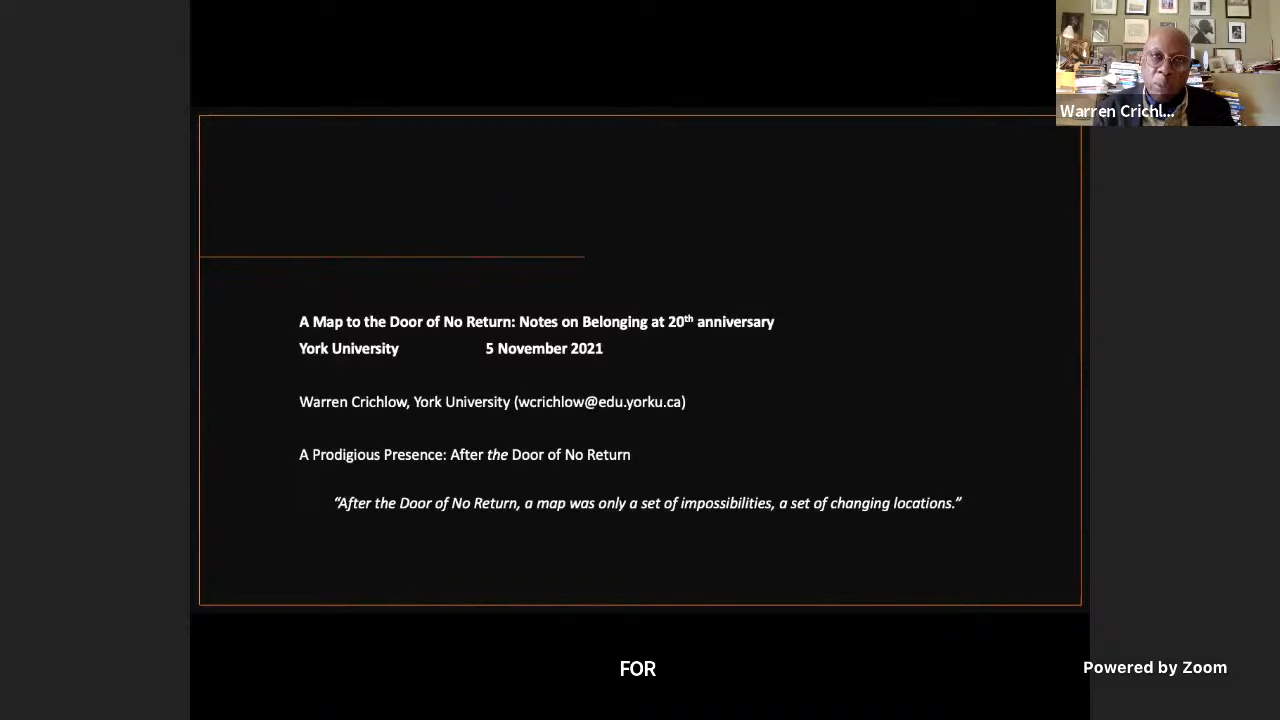 Warren Crichl...
A Map to the Door of No Return: Notes on Belonging at 20th anniversary
York University 5 November 2021
Warren Crichlow, York University (wcrichlow@edu.yorku.ca)
A Prodigious Presence: After the Door of No Return
“After the Door of No Return, a map was only a set of impossibilities, a set of changing locations.”
FOR
Powered by Zoom